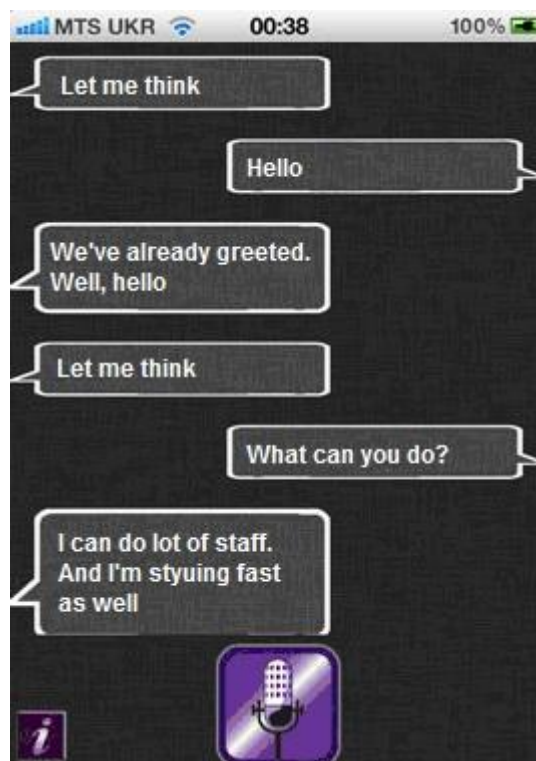 MTS UKR 00:38 100%
Let me think
Hello
We've already greeted.
Well, hello
Let me think
What can you do?
I can do lot of staff.
And I'm styuing fast
as well
i